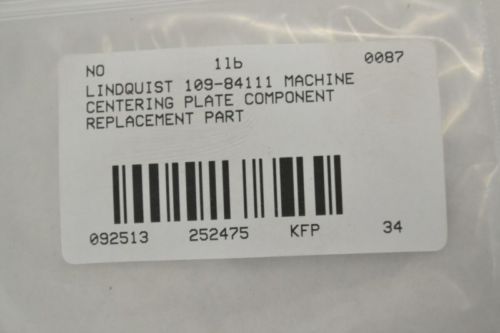 NO 1lb 0087
LINDQUIST 109-84111 MACHINE
CENTERING PLATE COMPONENT
REPLACEMENT PART
092513 252475 KFP 34